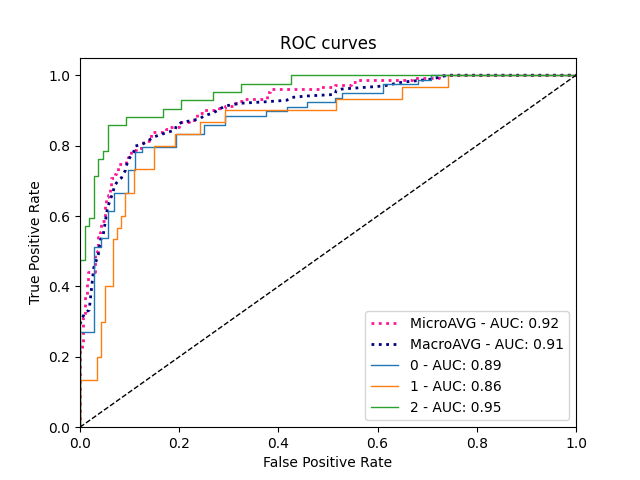 ROC curves
True Positive Rate
1.0
0.8
0.6
0.4
0.2
0.0
0.0 0.2 0.4 0.6 0.8 1.0
False Positive Rate
MicroAVG - AUC: 0.92
MacroAVG - AUC: 0.91
0 - AUC: 0.89
1 - AUC: 0.86
2 - AUC: 0.95